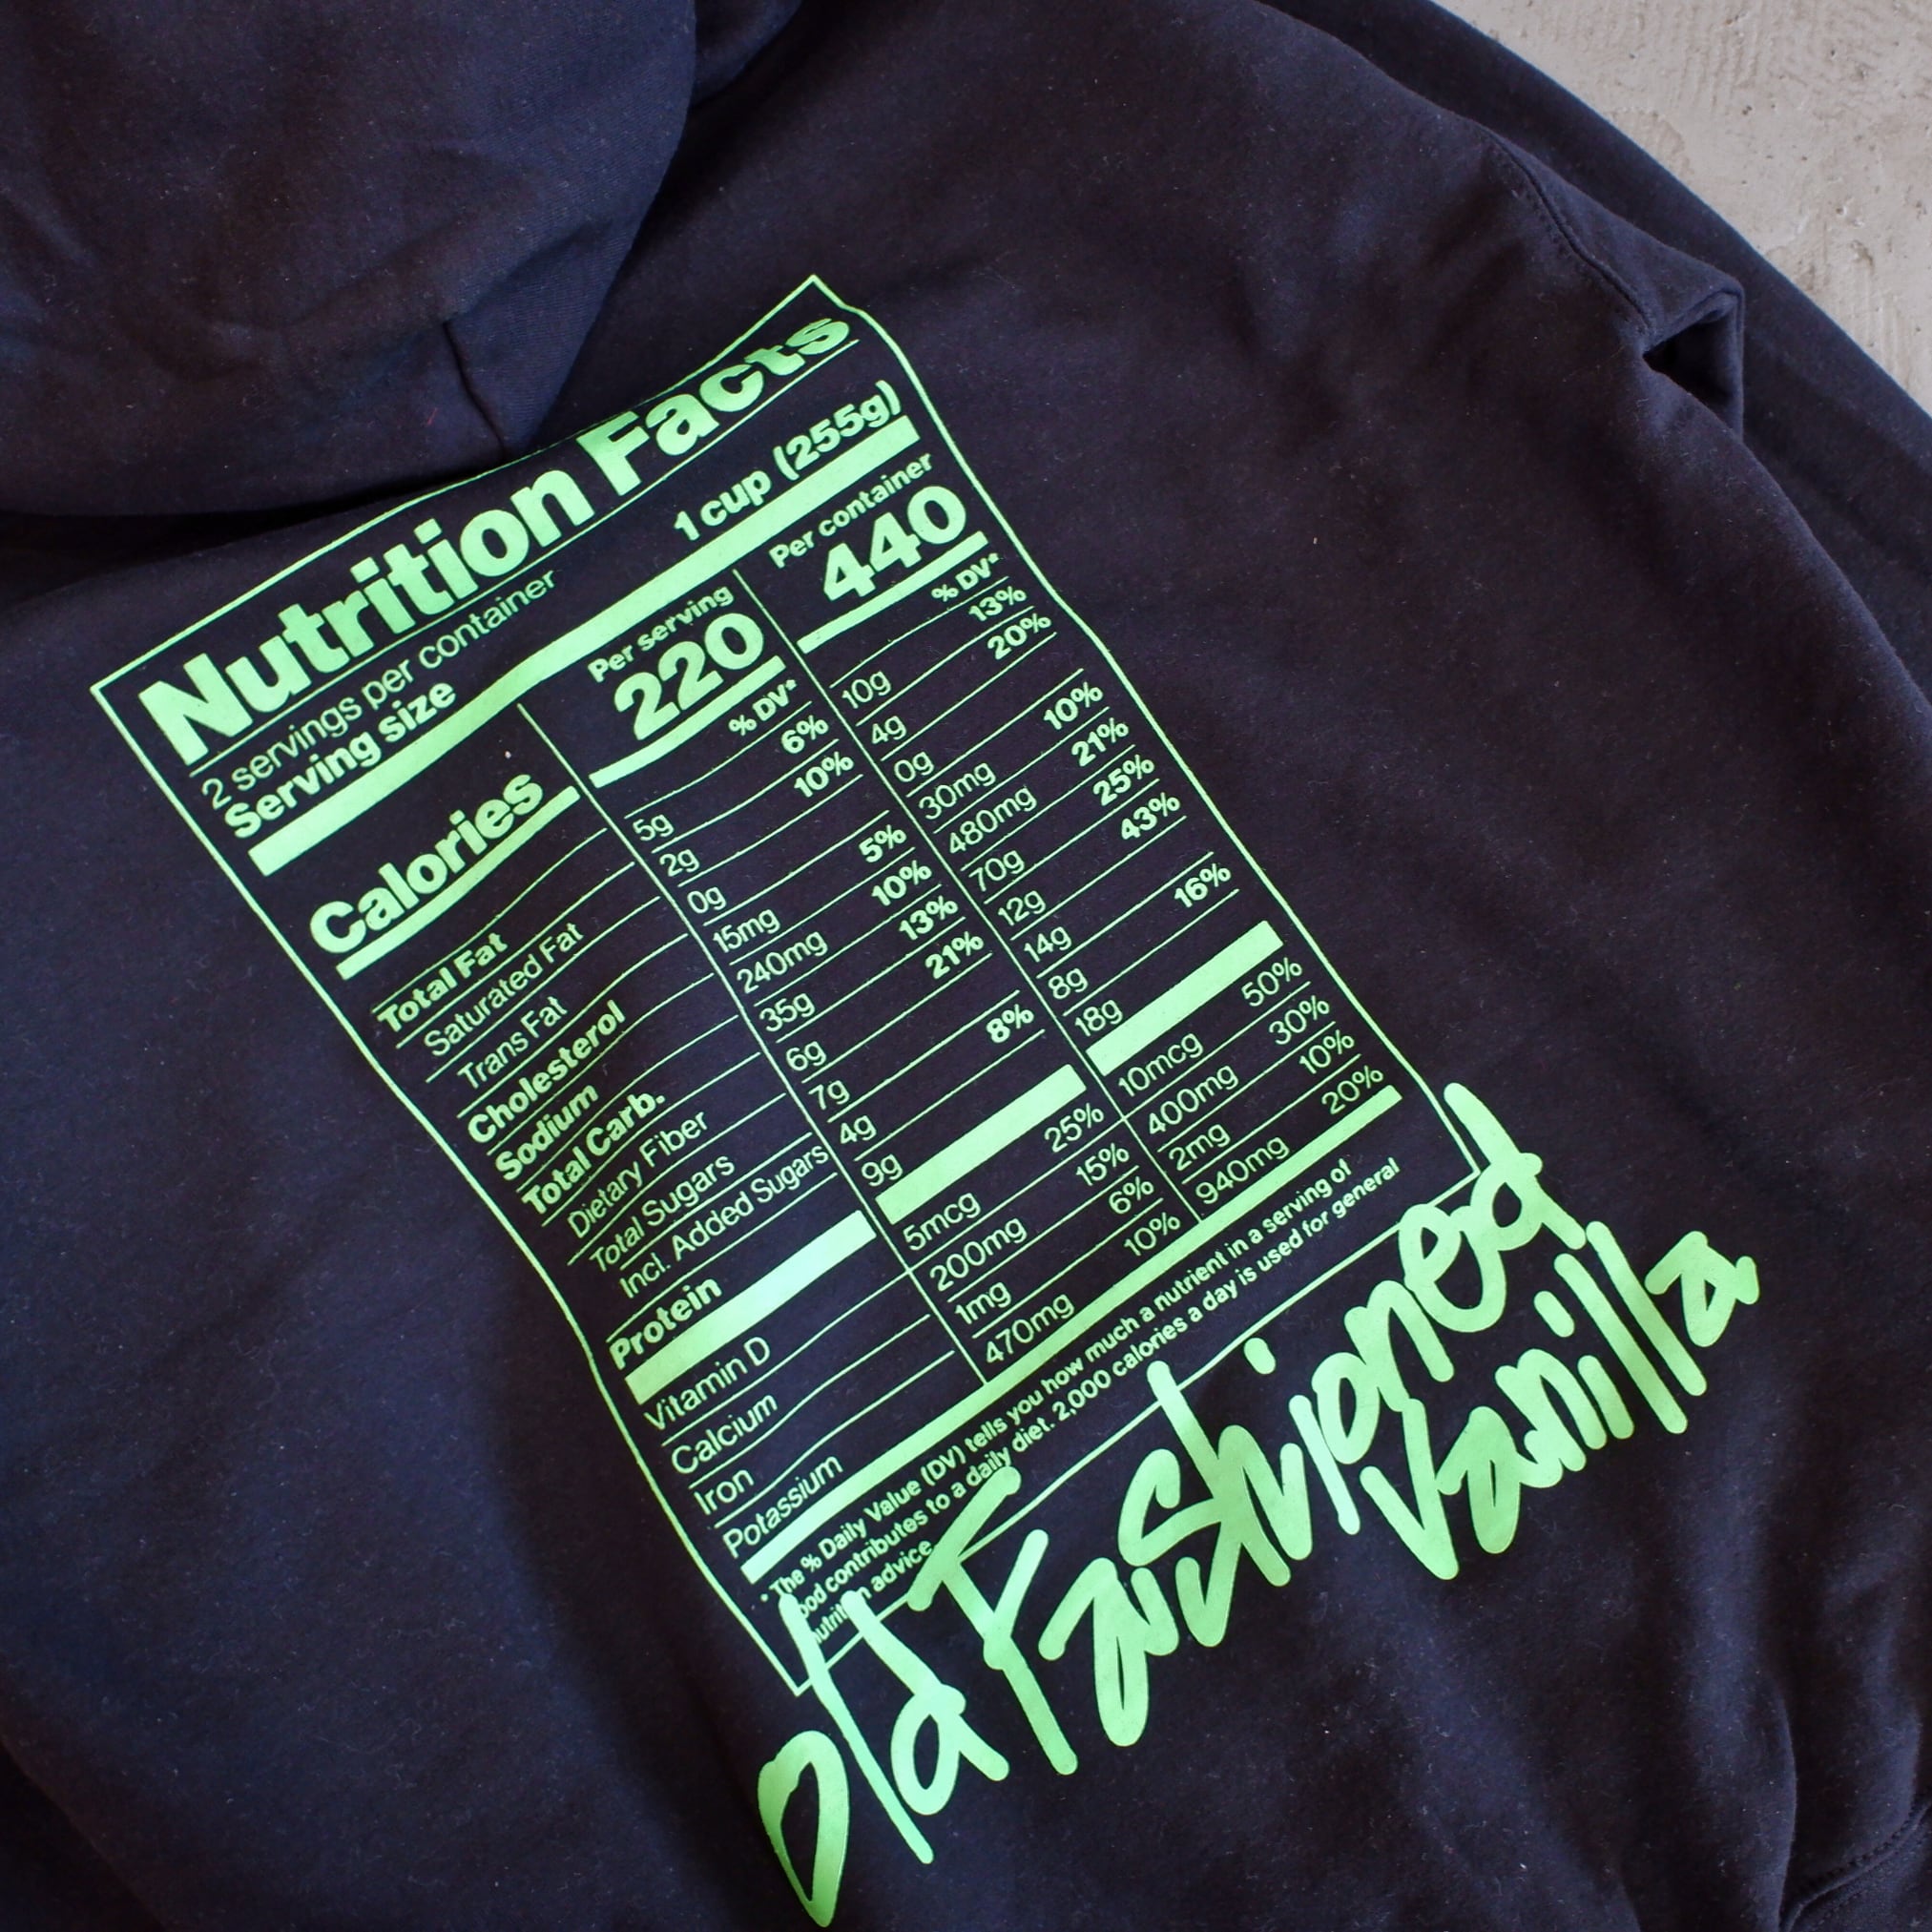 Nutrition Facts
2 servings per container
Serving size 1 cup (255g)
Per serving Per container
Calories 220 440
% DV* % DV*
Total Fat 5g 6% 10g 13%
Saturated Fat 2g 10% 4g 20%
Trans Fat 0g 0g
Cholesterol 15mg 5% 30mg 10%
Sodium 240mg 10% 480mg 21%
Total Carb. 35g 13% 70g 25%
Dietary Fiber 6g 21% 12g 43%
Total Sugars 7g 14g
Incl. Added Sugars 4g 8% 8g 16%
Protein 9g 18g
Vitamin D 5mcg 25% 10mcg 50%
Calcium 200mg 15% 400mg 30%
Iron 1mg 6% 2mg 10%
Potassium 470mg 10% 940mg 20%
* The % Daily Value (DV) tells you how much a nutrient in a serving of
food contributes to a daily diet. 2,000 calories a day is used for general
nutrition advice.
Old Fashioned
Vanilla